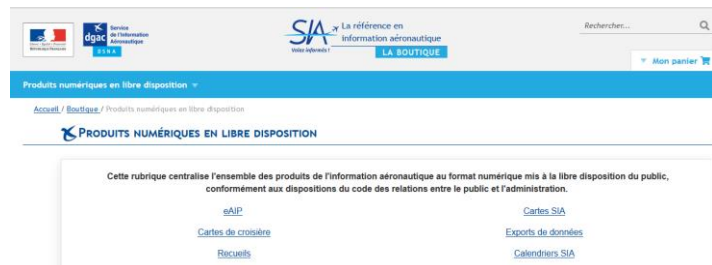 Service
de l'Information
Aéronautique
dgac
DSNA
RÉPUBLIQUE FRANÇAISE
SIA
La référence en
information aéronautique
Volez informés !
LA BOUTIQUE
Rechercher...
Mon panier
Produits numériques en libre disposition
Accueil / Boutique / Produits numériques en libre disposition
PRODUITS NUMÉRIQUES EN LIBRE DISPOSITION
Cette rubrique centralise l'ensemble des produits de l'information aéronautique au format numérique mis à la libre disposition du public,
conformément aux dispositions du code des relations entre le public et l'administration.
eAIP
Cartes SIA
Cartes de croisière
Exports de données
Recueils
Calendriers SIA